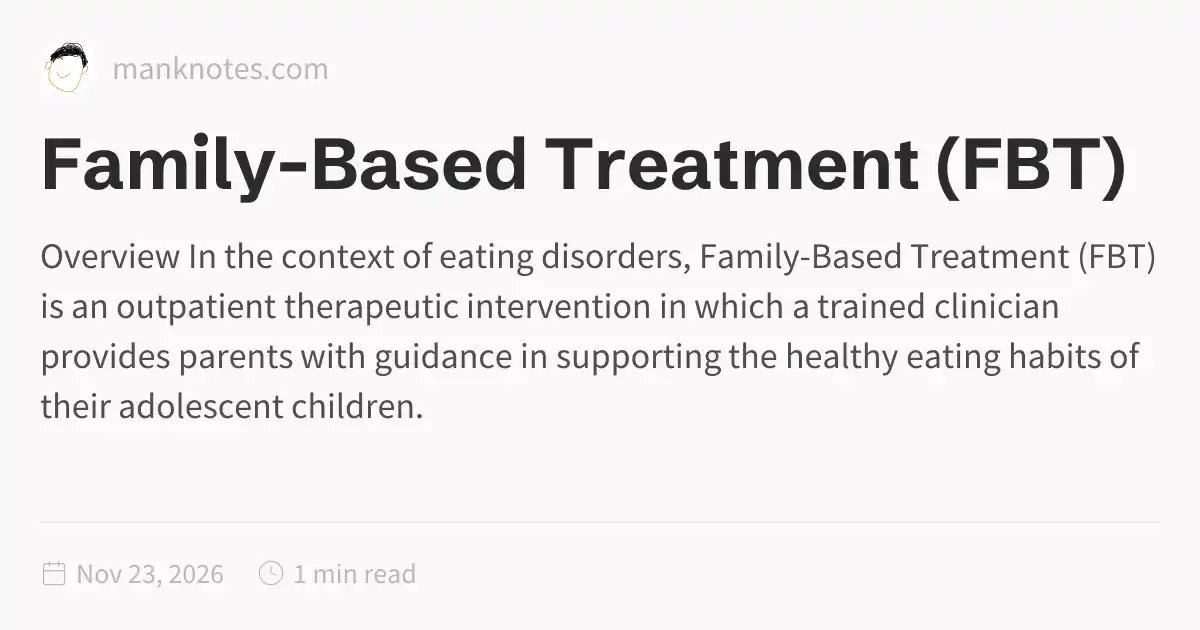 manknotes.com
Family-Based Treatment (FBT)
Overview In the context of eating disorders, Family-Based Treatment (FBT)
is an outpatient therapeutic intervention in which a trained clinician
provides parents with guidance in supporting the healthy eating habits of
their adolescent children.
Nov 23, 2026 1 min read